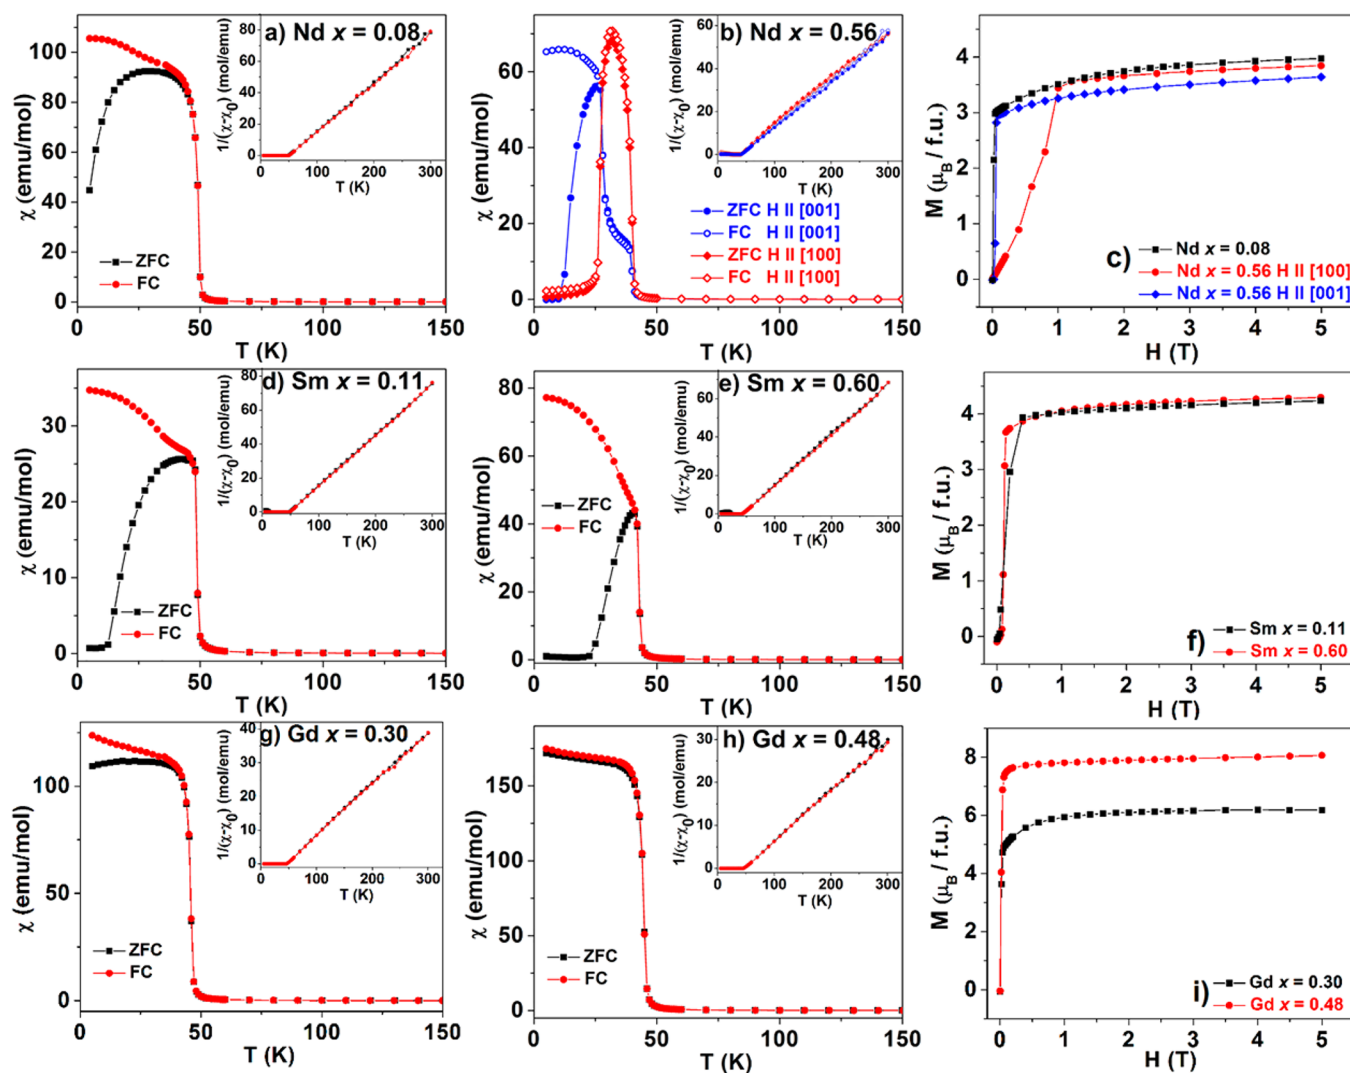 a) Nd x = 0.08
χ (emu/mol)
100
80
60
40
20
0
0 50 100 150
T (K)
ZFC
FC
1/(χ-χ0) (mol/emu)
80
60
40
20
0
0 100 200 300
T (K)
b) Nd x = 0.56
χ (emu/mol)
60
40
20
0
0 50 100 150
T (K)
ZFC H II [001]
FC H II [001]
ZFC H II [100]
FC H II [100]
1/(χ-χ0) (mol/emu)
60
40
20
0
0 100 200 300
T (K)
c)
M (μB / f.u.)
4
3
2
1
0
0 1 2 3 4 5
H (T)
Nd x = 0.08
Nd x = 0.56 H II [100]
Nd x = 0.56 H II [001]
d) Sm x = 0.11
χ (emu/mol)
30
20
10
0
0 50 100 150
T (K)
ZFC
FC
1/(χ-χ0) (mol/emu)
80
60
40
20
0
0 100 200 300
T (K)
e) Sm x = 0.60
χ (emu/mol)
80
60
40
20
0
0 50 100 150
T (K)
ZFC
FC
1/(χ-χ0) (mol/emu)
60
40
20
0
0 100 200 300
T (K)
f)
M (μB / f.u.)
4
2
0
0 1 2 3 4 5
H (T)
Sm x = 0.11
Sm x = 0.60
g) Gd x = 0.30
χ (emu/mol)
100
50
0
0 50 100 150
T (K)
ZFC
FC
1/(χ-χ0) (mol/emu)
40
30
20
10
0
0 100 200 300
T (K)
h) Gd x = 0.48
χ (emu/mol)
150
100
50
0
0 50 100 150
T (K)
ZFC
FC
1/(χ-χ0) (mol/emu)
30
20
10
0
0 100 200 300
T (K)
i)
M (μB / f.u.)
8
6
4
2
0
0 1 2 3 4 5
H (T)
Gd x = 0.30
Gd x = 0.48